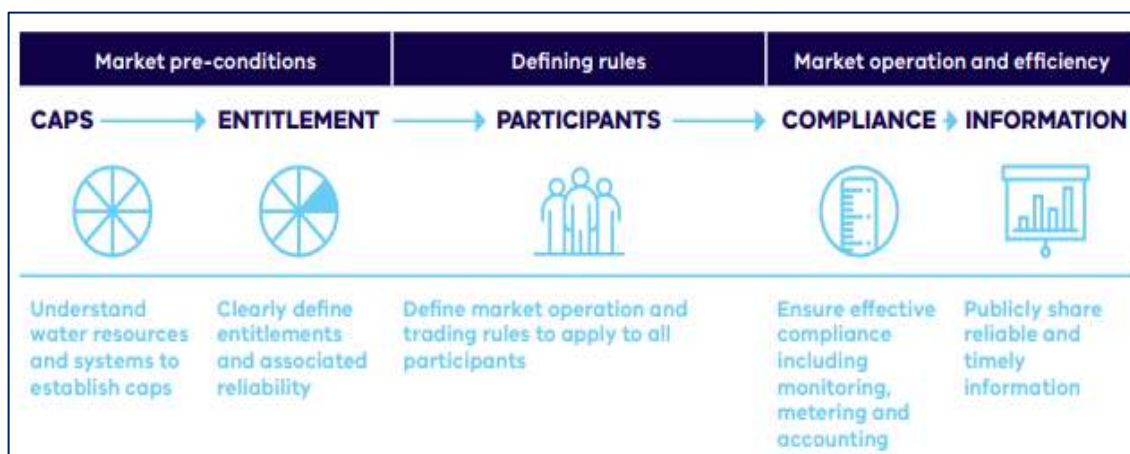 Market pre-conditions
Defining rules
Market operation and efficiency
CAPS
ENTITLEMENT
PARTICIPANTS
COMPLIANCE
INFORMATION
Understand
water resources
and systems to
establish caps
Clearly define
entitlements
and associated
reliability
Define market operation and
trading rules to apply to all
participants
Ensure effective
compliance
including
monitoring,
metering and
accounting
Publicly share
reliable and
timely
information